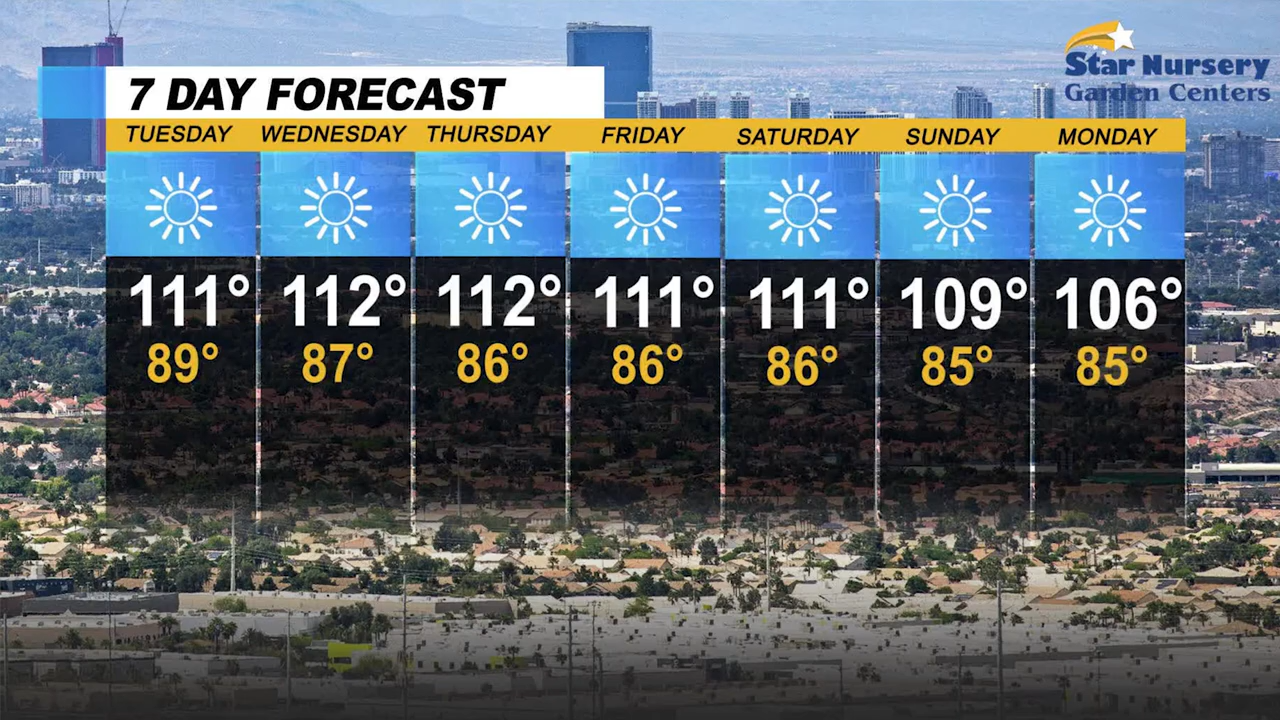 Star Nursery
Garden Centers
7 DAY FORECAST
TUESDAY WEDNESDAY THURSDAY FRIDAY SATURDAY SUNDAY MONDAY
111° 112° 112° 111° 111° 109° 106°
89° 87° 86° 86° 86° 85° 85°